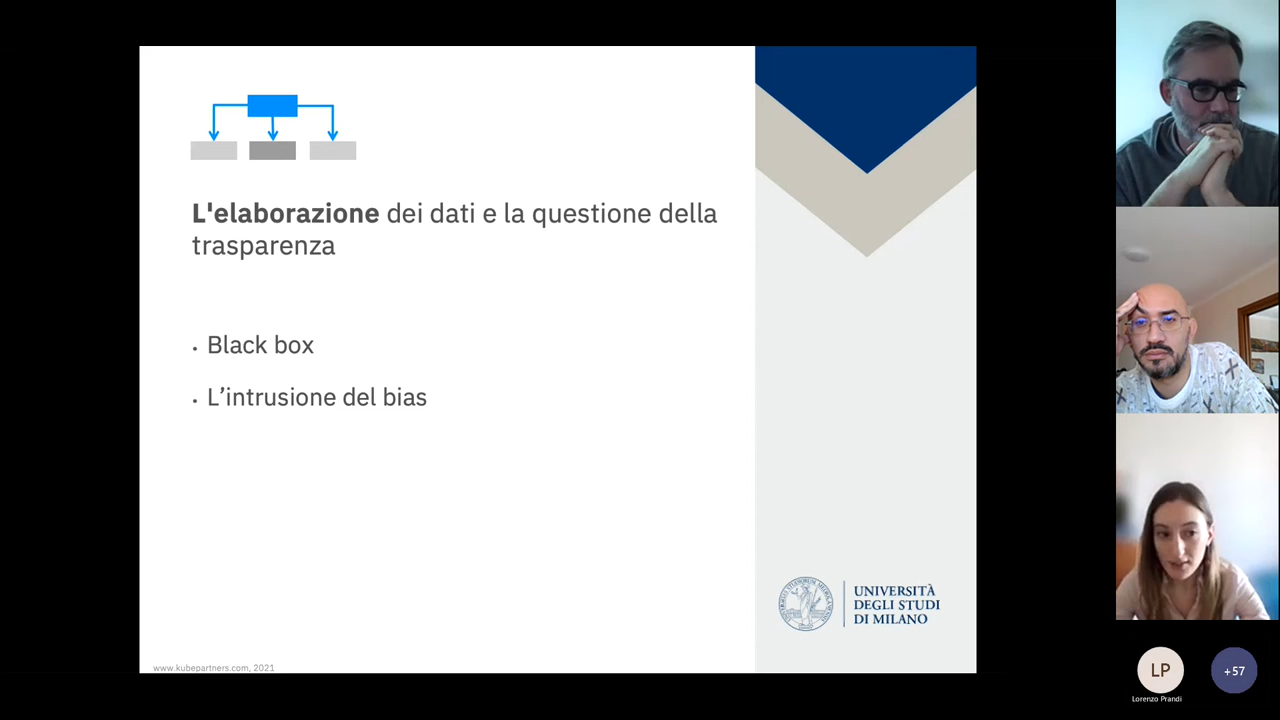 L'elaborazione dei dati e la questione della
trasparenza
• Black box
• L’intrusione del bias
UNIVERSITÀ
DEGLI STUDI
DI MILANO
www.kubepartners.com, 2021
LP
+57
Lorenzo Prandi